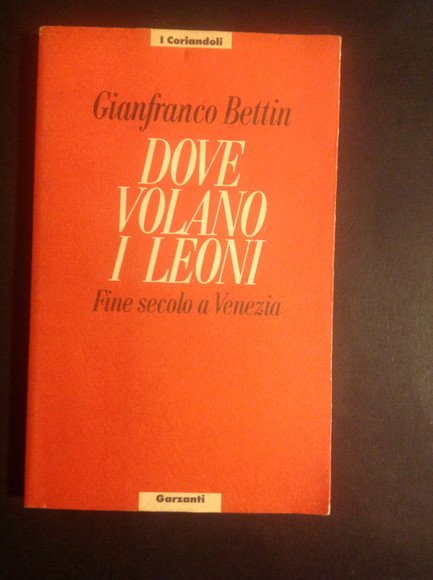 I Coriandoli
Gianfranco Bettin
DOVE
VOLANO
I LEONI
Fine secolo a Venezia
Garzanti